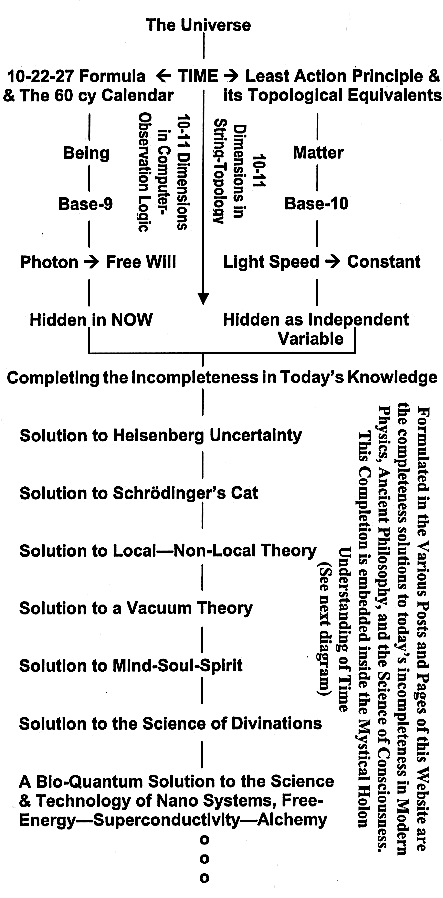 The Universe
10-22-27 Formula ← TIME → Least Action Principle &
& The 60 cy Calendar
its Topological Equivalents
10-11 Dimensions
in Computer-
Observation Logic
10-11
Dimensions in
String-Topology
Being
Matter
Base-9
Base-10
Photon → Free Will
Light Speed → Constant
Hidden in NOW
Hidden as Independent
Variable
Completing the Incompleteness in Today's Knowledge
Solution to Heisenberg Uncertainty
Solution to Schrödinger's Cat
Solution to Local—Non-Local Theory
Solution to a Vacuum Theory
Solution to Mind-Soul-Spirit
Solution to the Science of Divinations
A Bio-Quantum Solution to the Science
& Technology of Nano Systems, Free-
Energy—Superconductivity—Alchemy
o
o
o
Formulated in the Various Posts and Pages of this Website are
the completeness solutions to today's incompleteness in Modern
Physics, Ancient Philosophy, and the Science of Consciousness.
This Completion is embedded inside the Mystical Holon
Understanding of Time
(See next diagram)